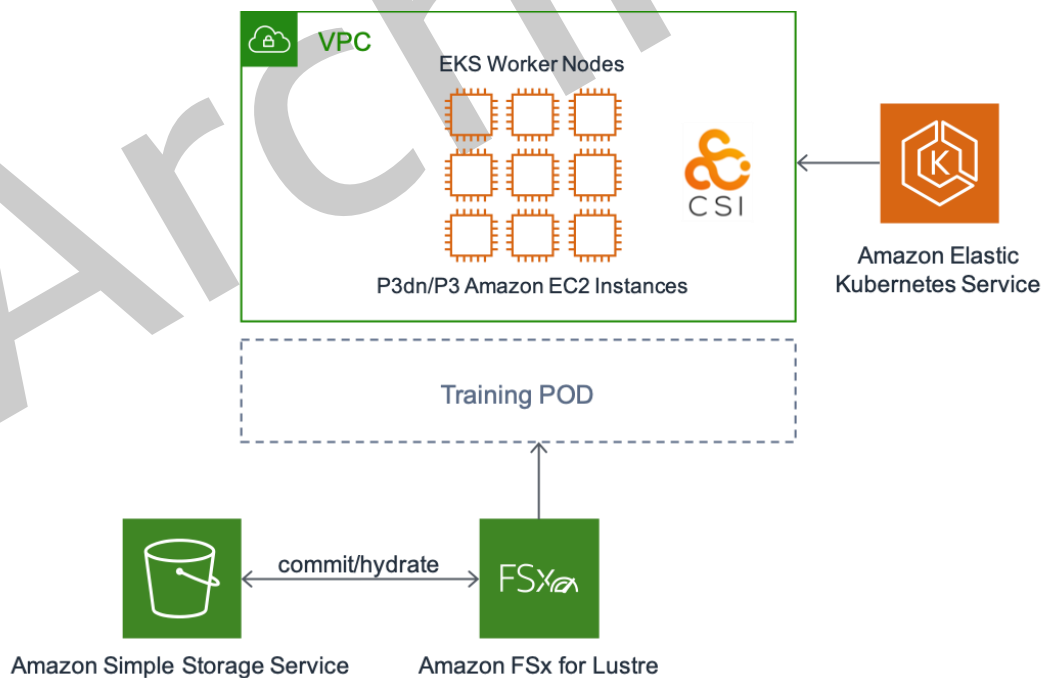 VPC
EKS Worker Nodes
CSI
K
P3dn/P3 Amazon EC2 Instances
Amazon Elastic
Kubernetes Service
Training POD
commit/hydrate
FSx
Amazon Simple Storage Service
Amazon FSx for Lustre